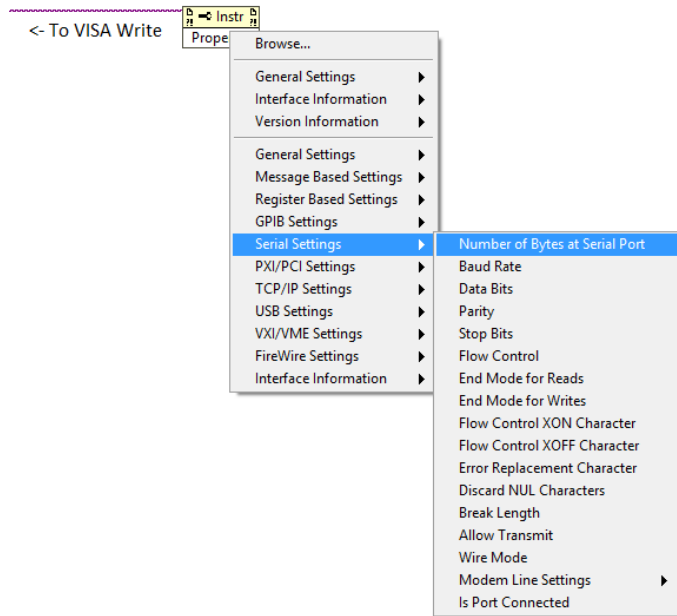 <- To VISA Write
Instr
Prope
Browse...
General Settings
Interface Information
Version Information
General Settings
Message Based Settings
Register Based Settings
GPIB Settings
Serial Settings
PXI/PCI Settings
TCP/IP Settings
USB Settings
VXI/VME Settings
FireWire Settings
Interface Information
Number of Bytes at Serial Port
Baud Rate
Data Bits
Parity
Stop Bits
Flow Control
End Mode for Reads
End Mode for Writes
Flow Control XON Character
Flow Control XOFF Character
Error Replacement Character
Discard NUL Characters
Break Length
Allow Transmit
Wire Mode
Modem Line Settings
Is Port Connected